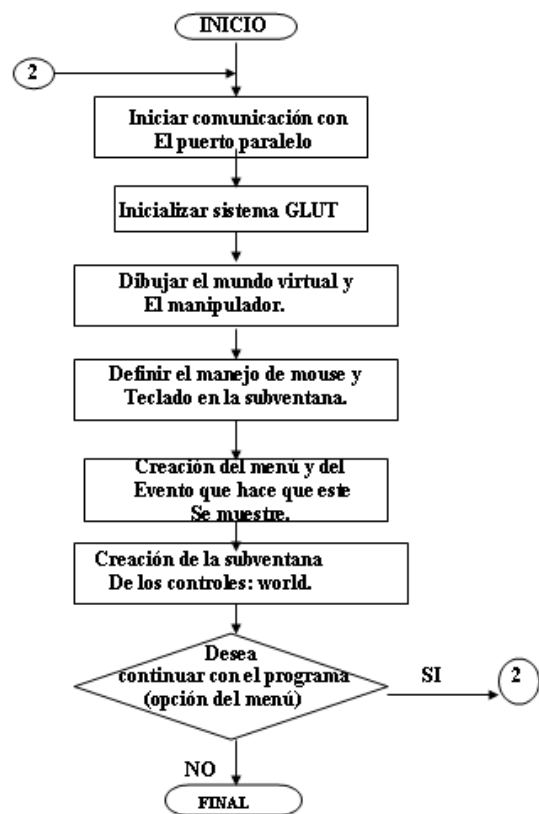 INICIO
2
Iniciar comunicación con
El puerto paralelo
Inicializar sistema GLUT
Dibujar el mundo virtual y
El manipulador.
Definir el manejo de mouse y
Teclado en la subventana.
Creación del menú y del
Evento que hace que este
Se muestre.
Creación de la subventana
De los controles: world.
Desea
continuar con el programa
(opción del menú)
SI
2
NO
FINAL